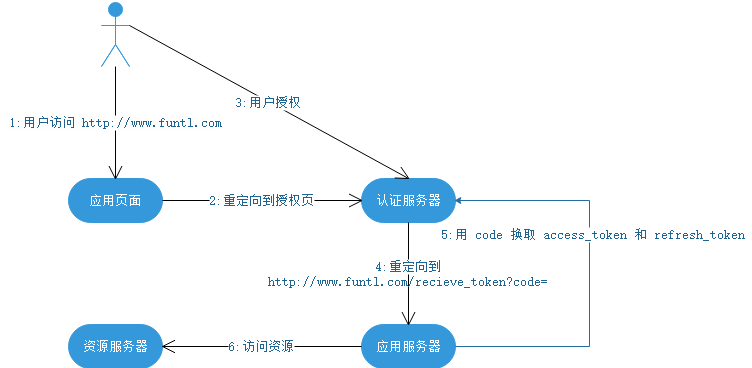 3:用户授权
1:用户访问 http://www.funtl.com
应用页面
2:重定向到授权页
认证服务器
5:用 code 换取 access_token 和 refresh_token
4:重定向到
http://www.funtl.com/recieve_token?code=
资源服务器
6:访问资源
应用服务器